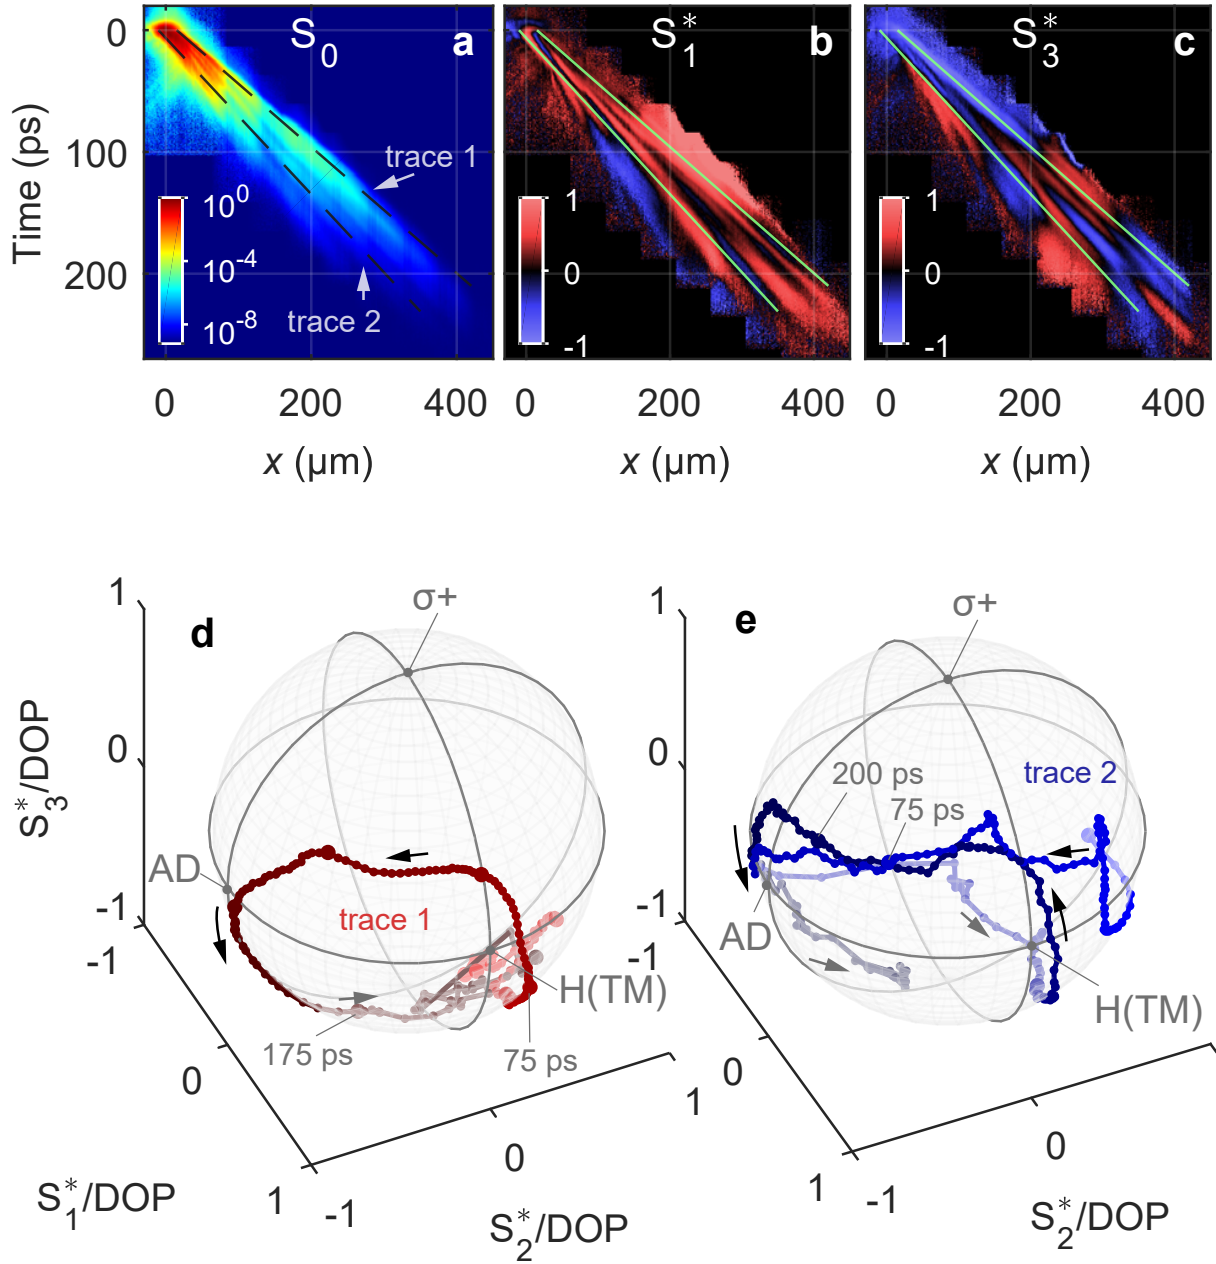 S₀ a
S₁* b
S₃* c
0
100
200
Time (ps)
trace 1
trace 2
10⁰
10⁻⁴
10⁻⁸
1
0
-1
1
0
-1
0 200 400
0 200 400
0 200 400
x (µm)
x (µm)
x (µm)
d
σ+
1
0
-1
S₃*/DOP
AD
trace 1
H(TM)
175 ps
75 ps
-1
0
1
S₁*/DOP
-1
0
1
S₂*/DOP
e
σ+
1
0
-1
200 ps
75 ps
trace 2
AD
H(TM)
-1
0
1
-1
0
S₂*/DOP